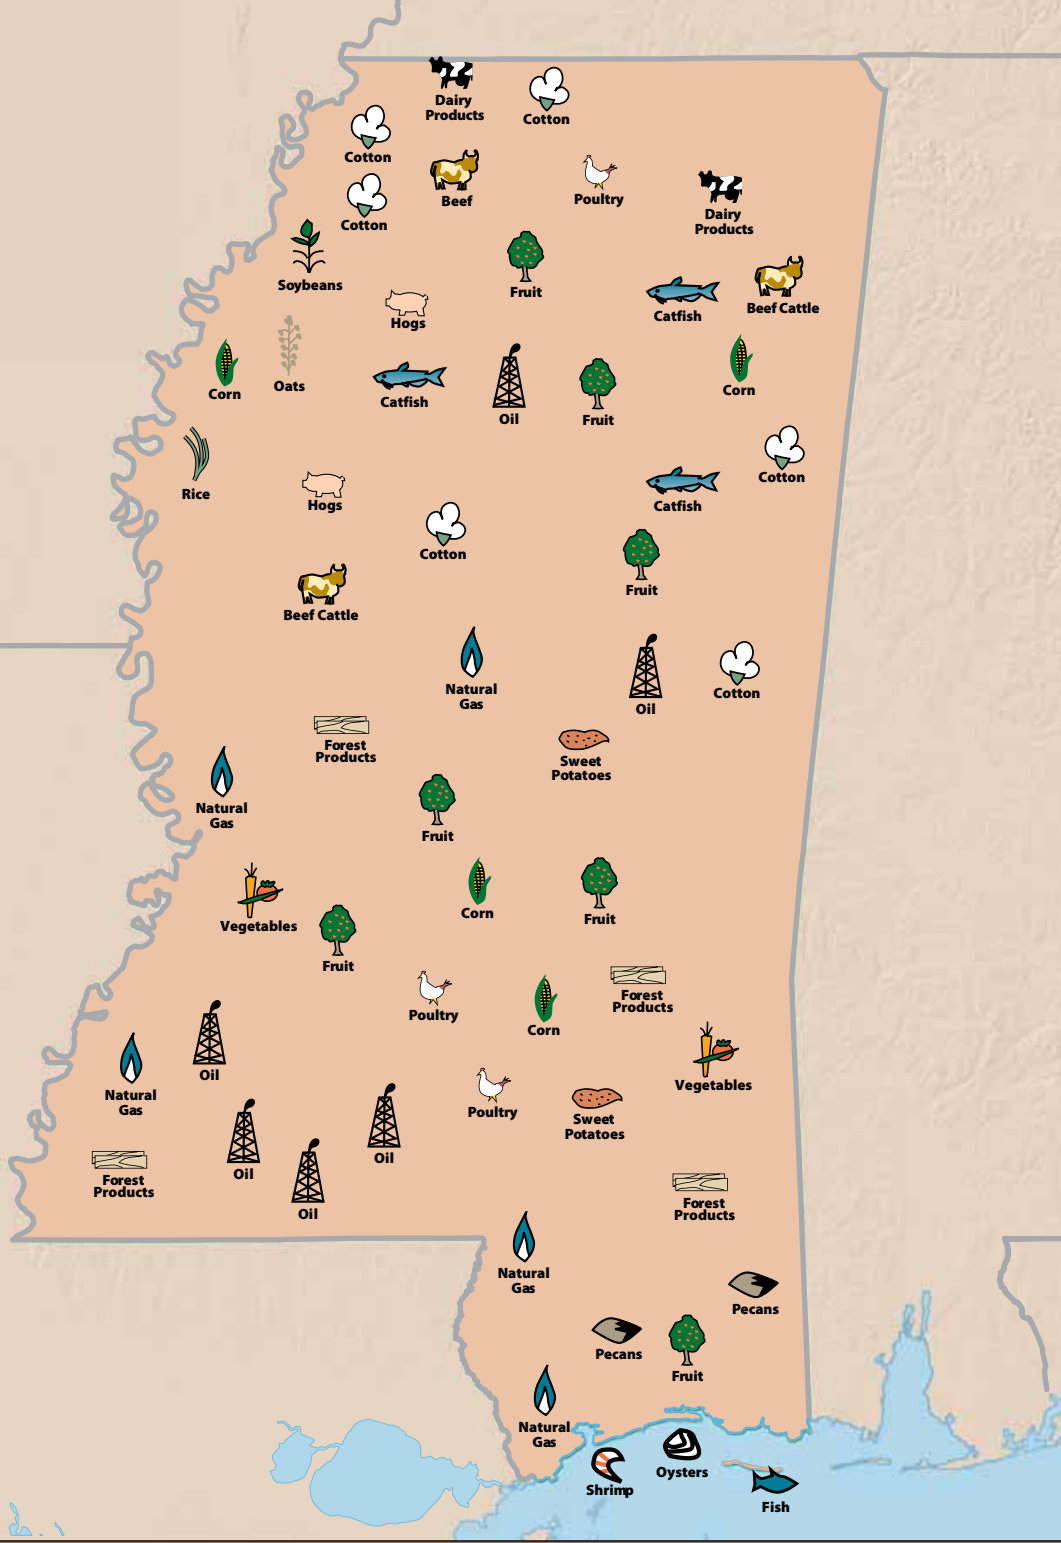 Dairy
Products
Cotton
Cotton
Beef
Poultry
Cotton
Dairy
Products
Soybeans
Fruit
Hogs
Catfish
Beef Cattle
Corn
Oats
Catfish
Oil
Fruit
Corn
Rice
Hogs
Cotton
Catfish
Cotton
Beef Cattle
Fruit
Natural
Gas
Oil
Cotton
Forest
Products
Sweet
Potatoes
Natural
Gas
Fruit
Vegetables
Fruit
Corn
Fruit
Poultry
Corn
Forest
Products
Oil
Natural
Gas
Poultry
Sweet
Potatoes
Vegetables
Forest
Products
Oil
Oil
Oil
Forest
Products
Natural
Gas
Pecans
Pecans
Fruit
Natural
Gas
Shrimp
Oysters
Fish